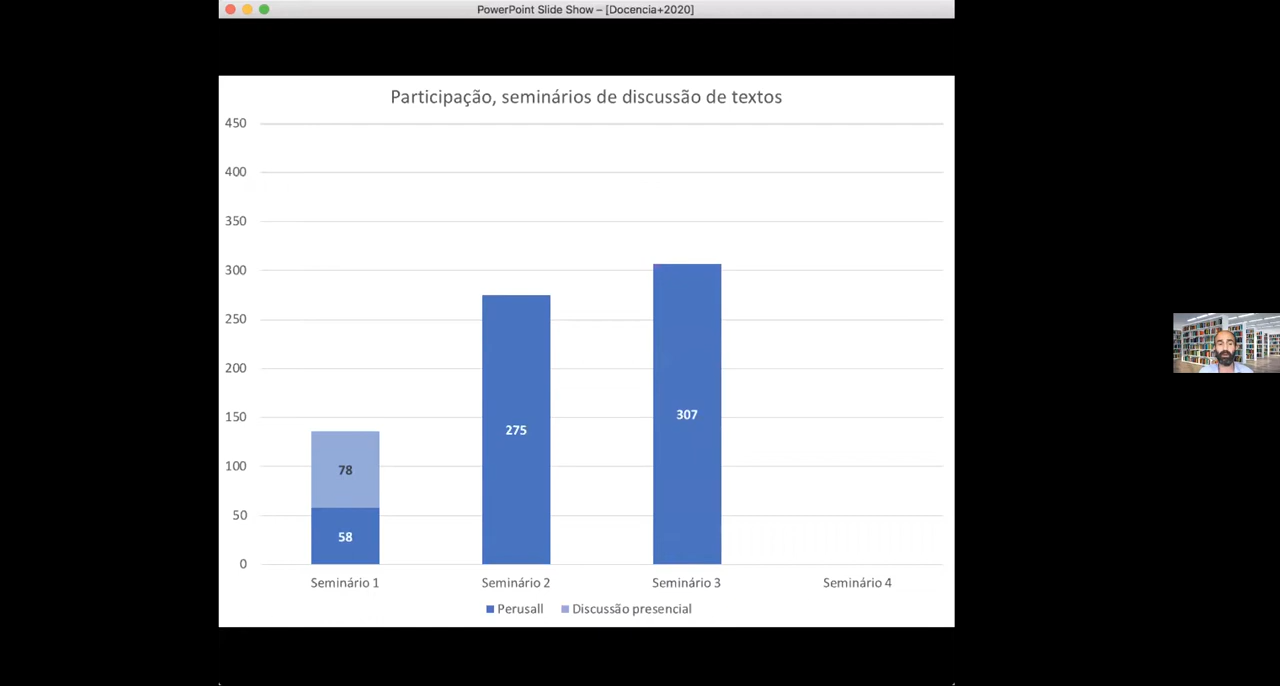 PowerPoint Slide Show – [Docencia+2020]
Participação, seminários de discussão de textos
450
400
350
300
250
200
150
100
50
0
307
275
78
58
Seminário 1
Seminário 2
Seminário 3
Seminário 4
Perusall
Discussão presencial